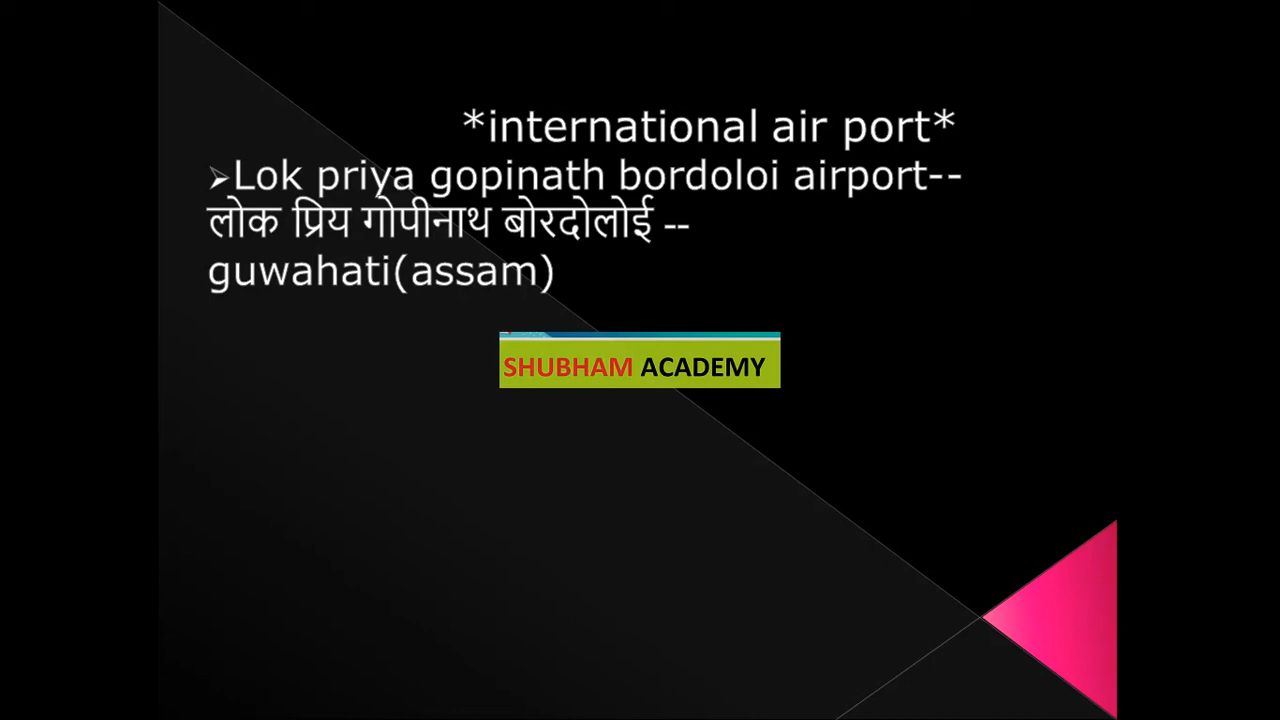 *international air port*
➢Lok priya gopinath bordoloi airport--
लोक प्रिय गोपीनाथ बोरदोलोई --
guwahati(assam)
SHUBHAM ACADEMY